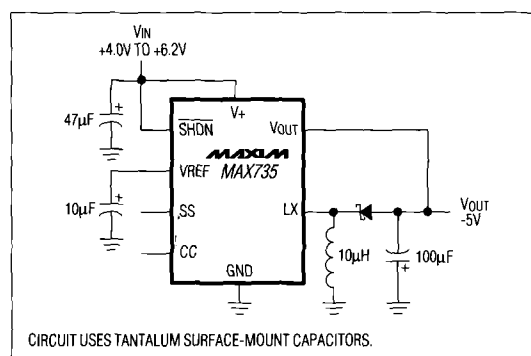 VIN
+4.0V TO +6.2V
47µF
+
V+
SHDN
VOUT
MAXIM
MAX735
VREF
10µF
+
SS
LX
VOUT
-5V
CC
10µH
100µF
+
GND
CIRCUIT USES TANTALUM SURFACE-MOUNT CAPACITORS.